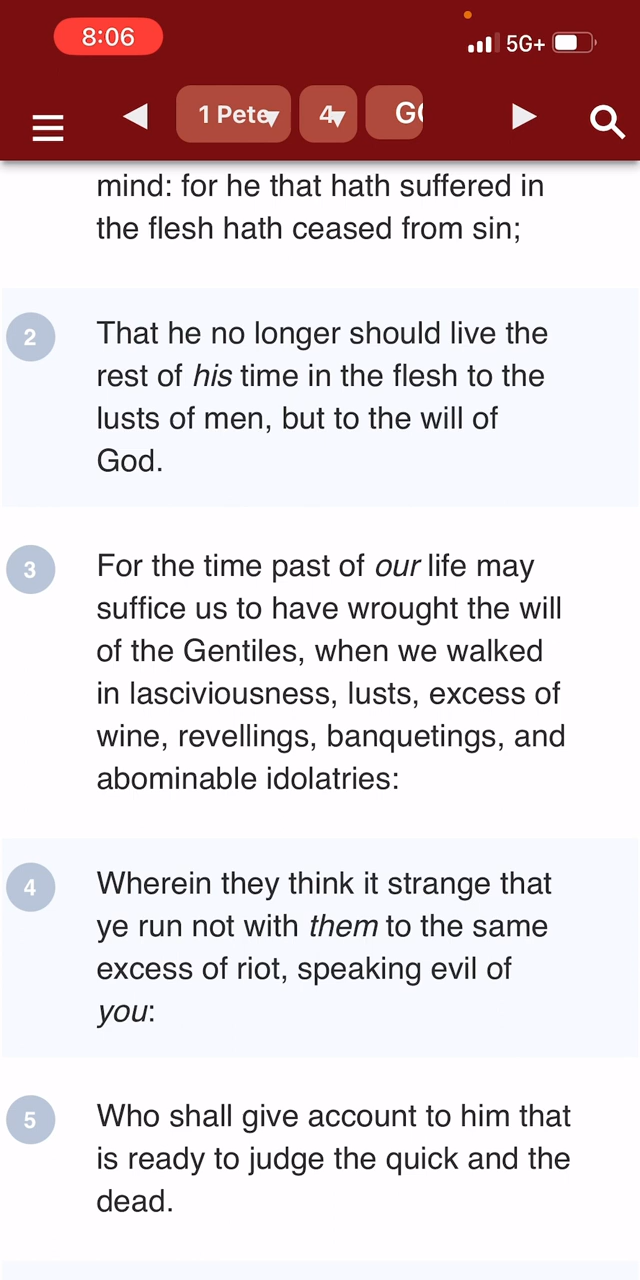 8:06
5G+
1 Pete
4
mind: for he that hath suffered in
the flesh hath ceased from sin;
2
That he no longer should live the
rest of his time in the flesh to the
lusts of men, but to the will of
God.
3
For the time past of our life may
suffice us to have wrought the will
of the Gentiles, when we walked
in lasciviousness, lusts, excess of
wine, revellings, banquetings, and
abominable idolatries:
4
Wherein they think it strange that
ye run not with them to the same
excess of riot, speaking evil of
you:
5
Who shall give account to him that
is ready to judge the quick and the
dead.